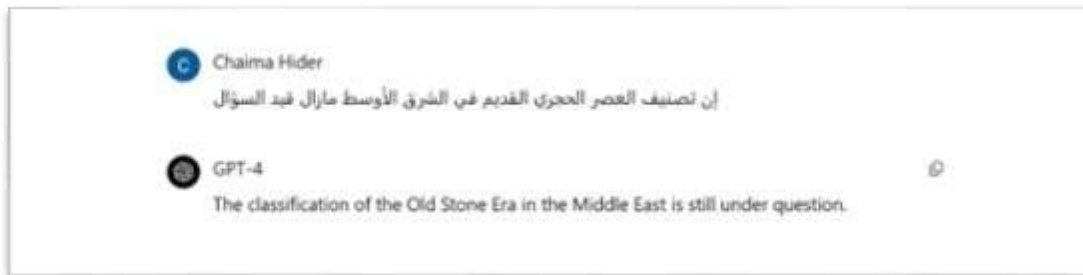 C
Chaima Hider
إن تصنيف العصر الحجري القديم في الشرق الأوسط مازال قيد السؤال
GPT-4
The classification of the Old Stone Era in the Middle East is still under question.